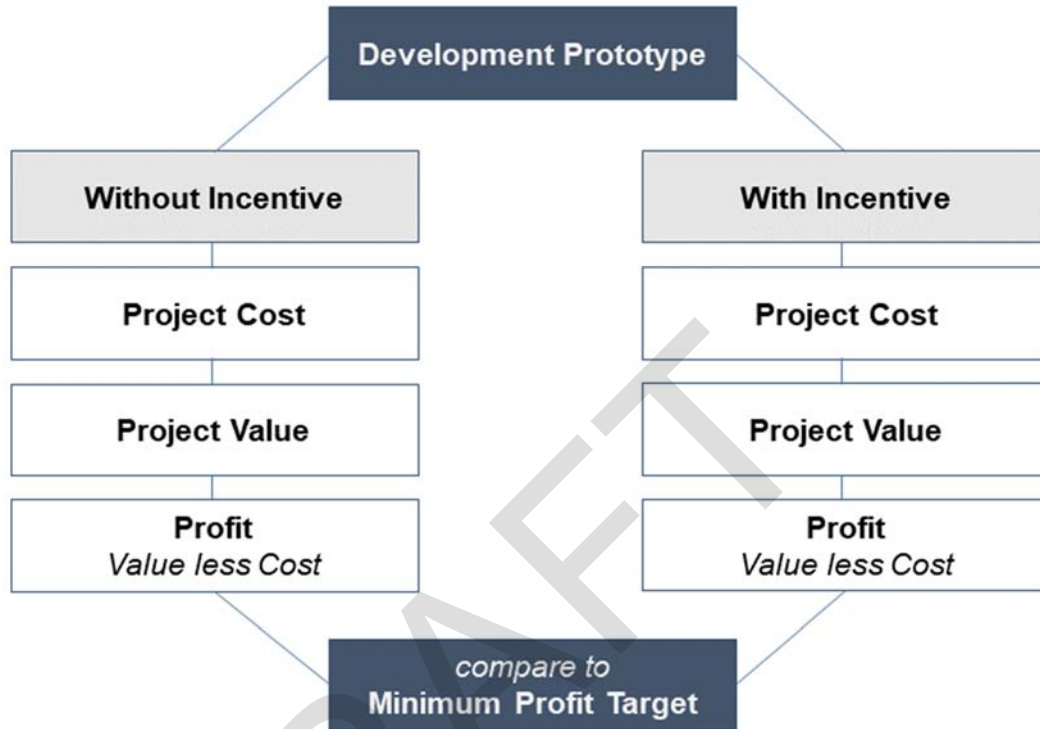 Development Prototype
Without Incentive
Project Cost
Project Value
Profit
Value less Cost
With Incentive
Project Cost
Project Value
Profit
Value less Cost
compare to
Minimum Profit Target
DRAFT